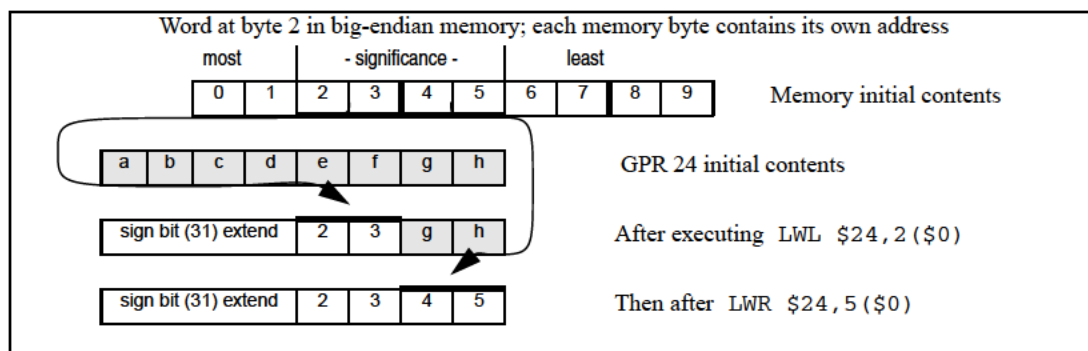 Word at byte 2 in big-endian memory; each memory byte contains its own address
most - significance - least
0 1 2 3 4 5 6 7 8 9 Memory initial contents
a b c d e f g h GPR 24 initial contents
sign bit (31) extend 2 3 g h After executing LWL $24,2($0)
sign bit (31) extend 2 3 4 5 Then after LWR $24,5($0)